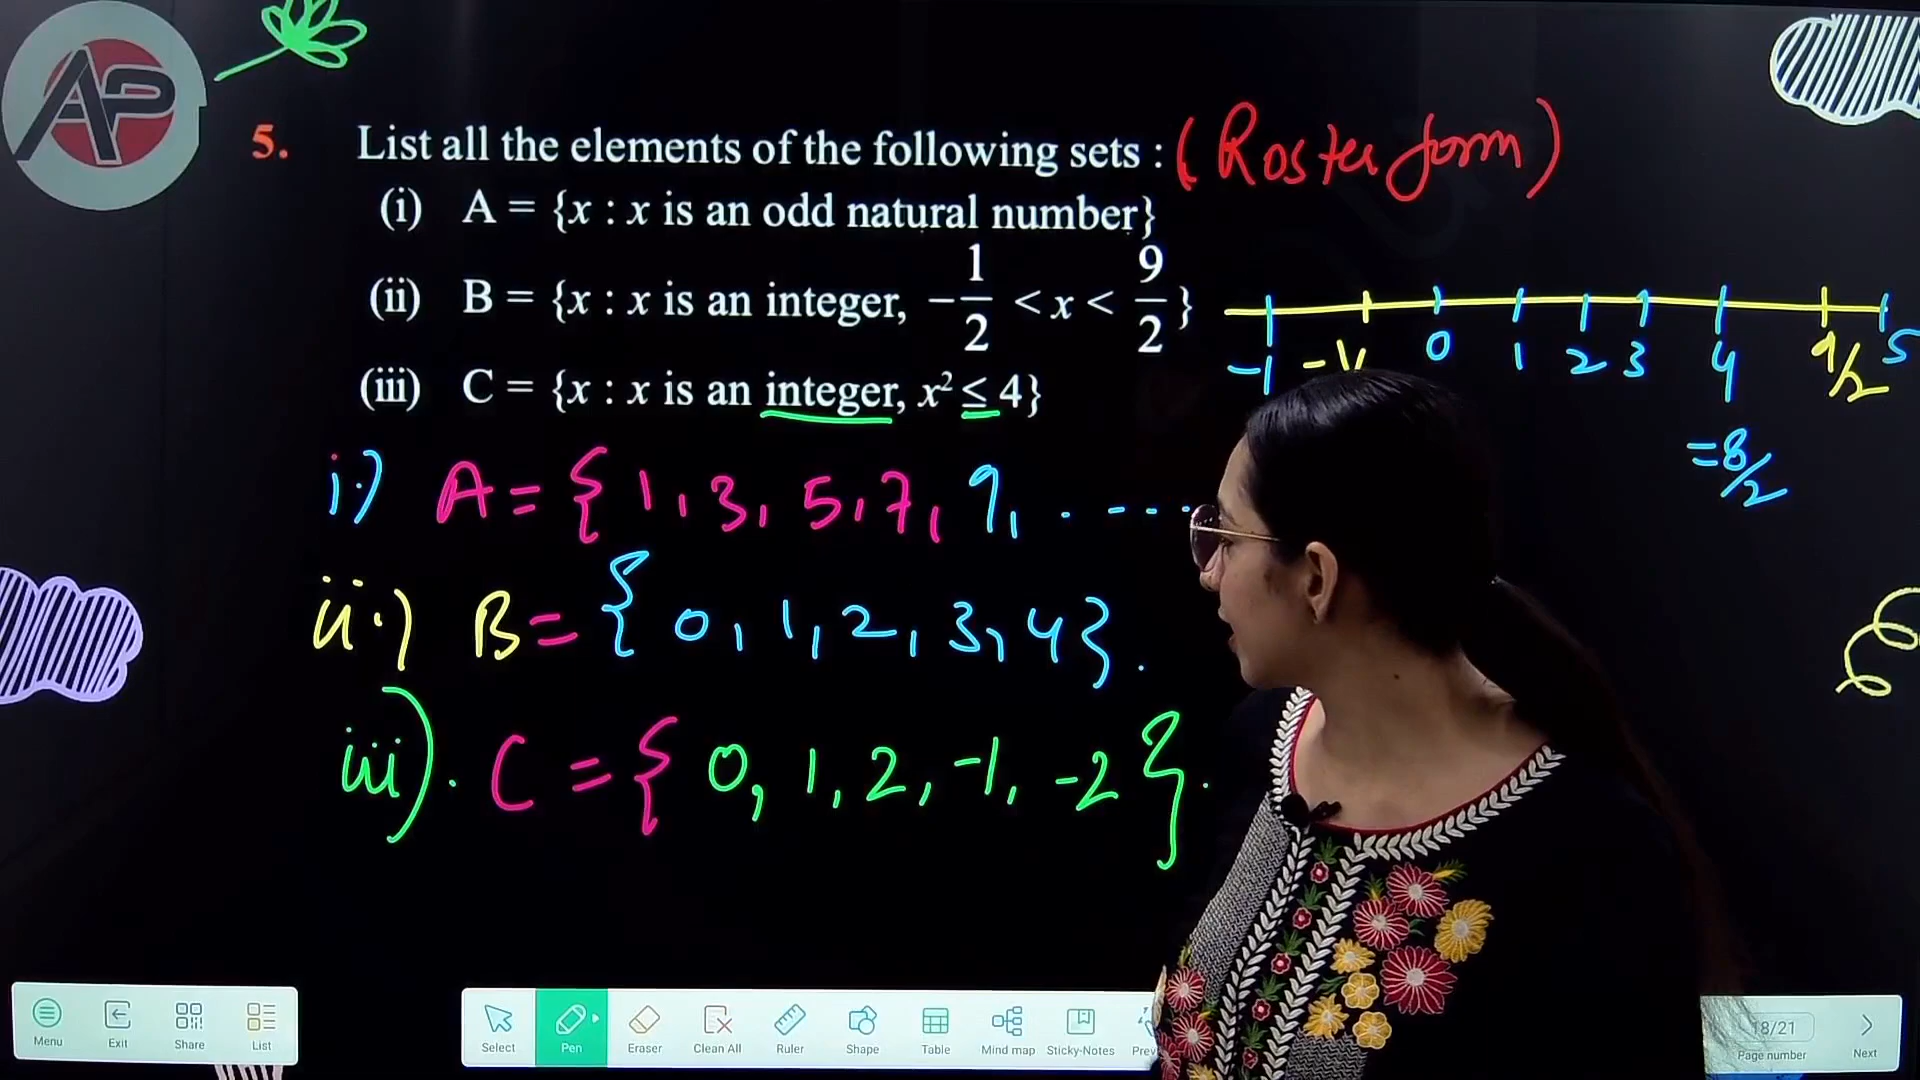 AP
5. List all the elements of the following sets : (Roster form)
(i) A = {x : x is an odd natural number}
(ii) B = {x : x is an integer, -1/2 < x < 9/2}
(iii) C = {x : x is an integer, x² ≤ 4}
-1 0 1 2 3 4 9/2 5
=8/2
i.) A = { 1, 3, 5, 7, 9, . - - -
ii.) B = { 0, 1, 2, 3, 4}.
iii). C = { 0, 1, 2, -1, -2 }.
Menu Exit Share List Select Pen Eraser Clean All Ruler Shape Table Mind map Sticky-Notes 18/21 Page number Next